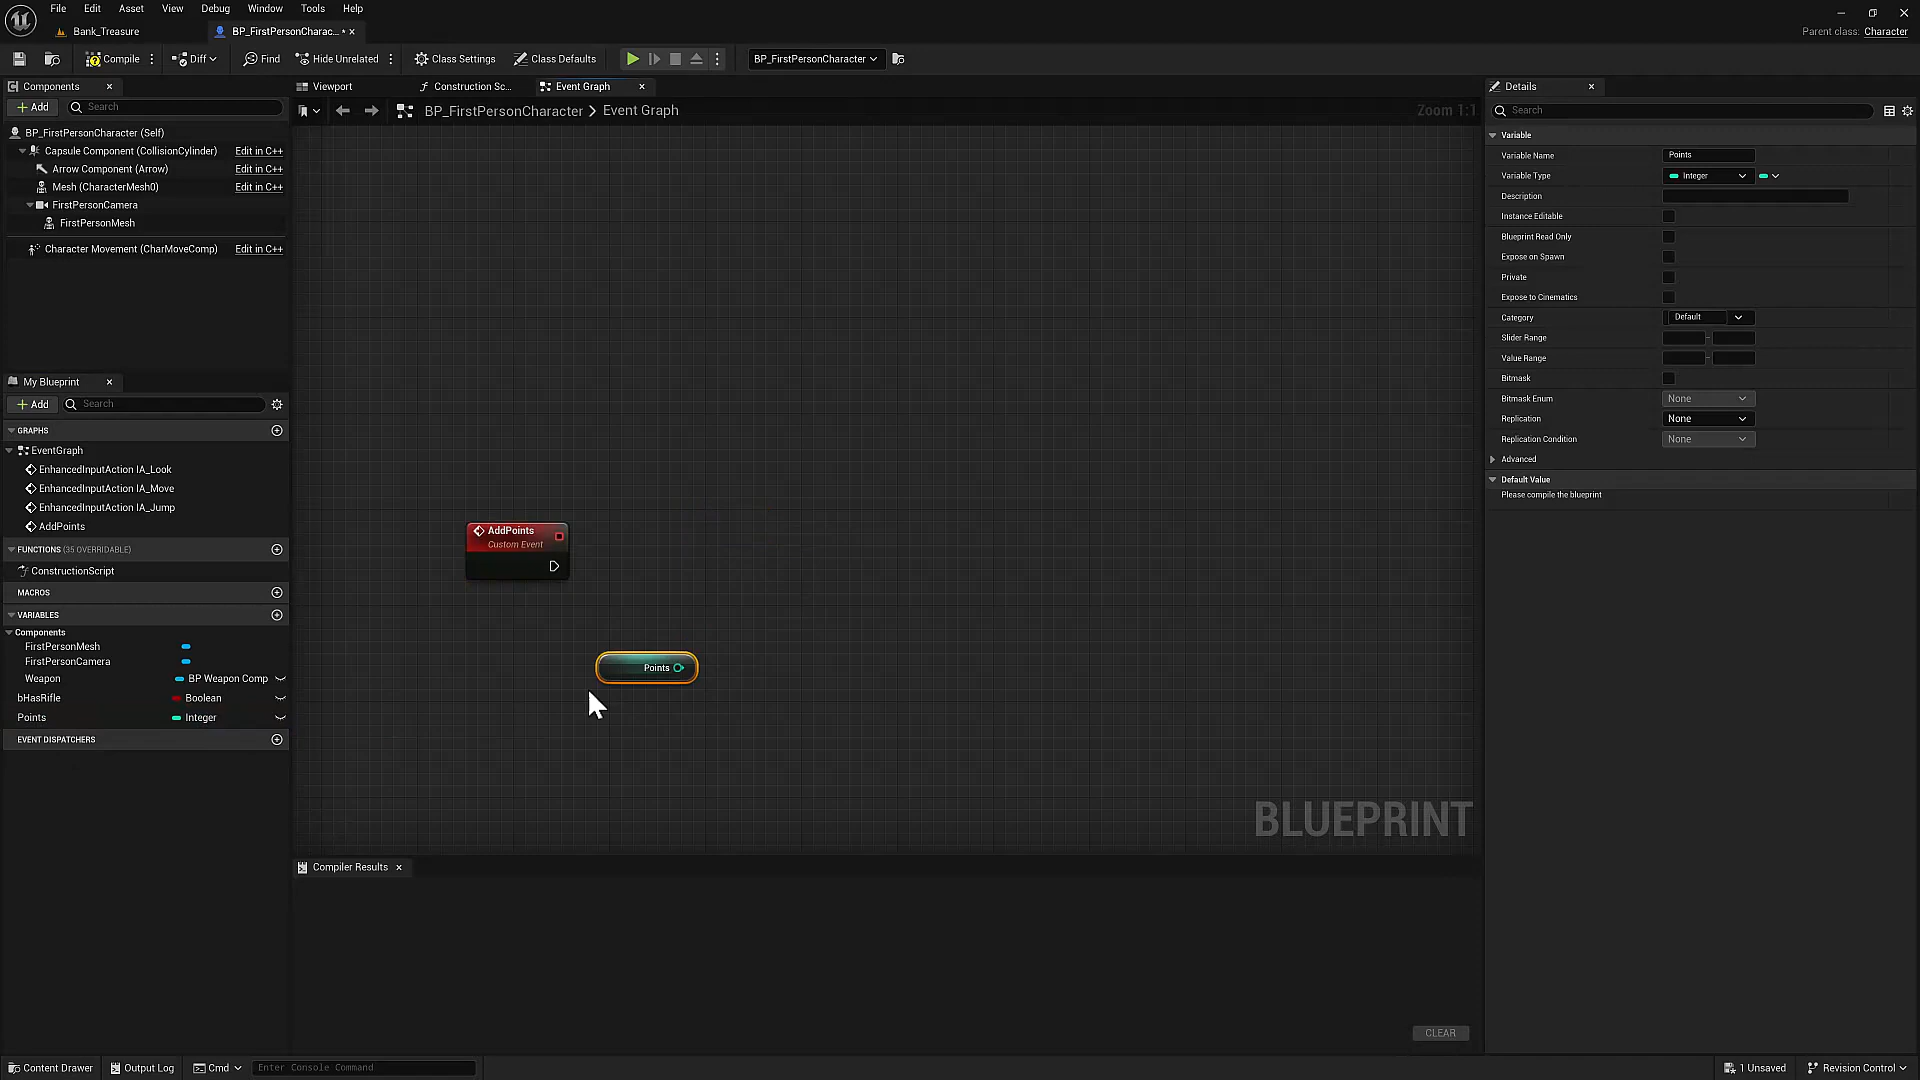 File Edit Asset View Debug Window Tools Help
Bank_Treasure
BP_FirstPersonCharac...
Parent class: Character
Compile
Diff
Find
Hide Unrelated
Class Settings
Class Defaults
BP_FirstPersonCharacter
Components
Add
Search
BP_FirstPersonCharacter (Self)
Capsule Component (CollisionCylinder) Edit in C++
Arrow Component (Arrow) Edit in C++
Mesh (CharacterMesh0) Edit in C++
FirstPersonCamera
FirstPersonMesh
Character Movement (CharMoveComp) Edit in C++
My Blueprint
Add
Search
GRAPHS
EventGraph
EnhancedInputAction IA_Look
EnhancedInputAction IA_Move
EnhancedInputAction IA_Jump
AddPoints
FUNCTIONS (35 OVERRIDABLE)
ConstructionScript
MACROS
VARIABLES
Components
FirstPersonMesh
FirstPersonCamera
Weapon BP Weapon Comp
bHasRifle Boolean
Points Integer
EVENT DISPATCHERS
Viewport
Construction Sc...
Event Graph
BP_FirstPersonCharacter > Event Graph
Zoom 1:1
AddPoints
Custom Event
Points
BLUEPRINT
Compiler Results
CLEAR
Details
Search
Variable
Variable Name Points
Variable Type Integer
Description
Instance Editable
Blueprint Read Only
Expose on Spawn
Private
Expose to Cinematics
Category Default
Slider Range
Value Range
Bitmask
Bitmask Enum None
Replication None
Replication Condition None
Advanced
Default Value
Please compile the blueprint
Content Drawer
Output Log
Cmd
Enter Console Command
1 Unsaved
Revision Control